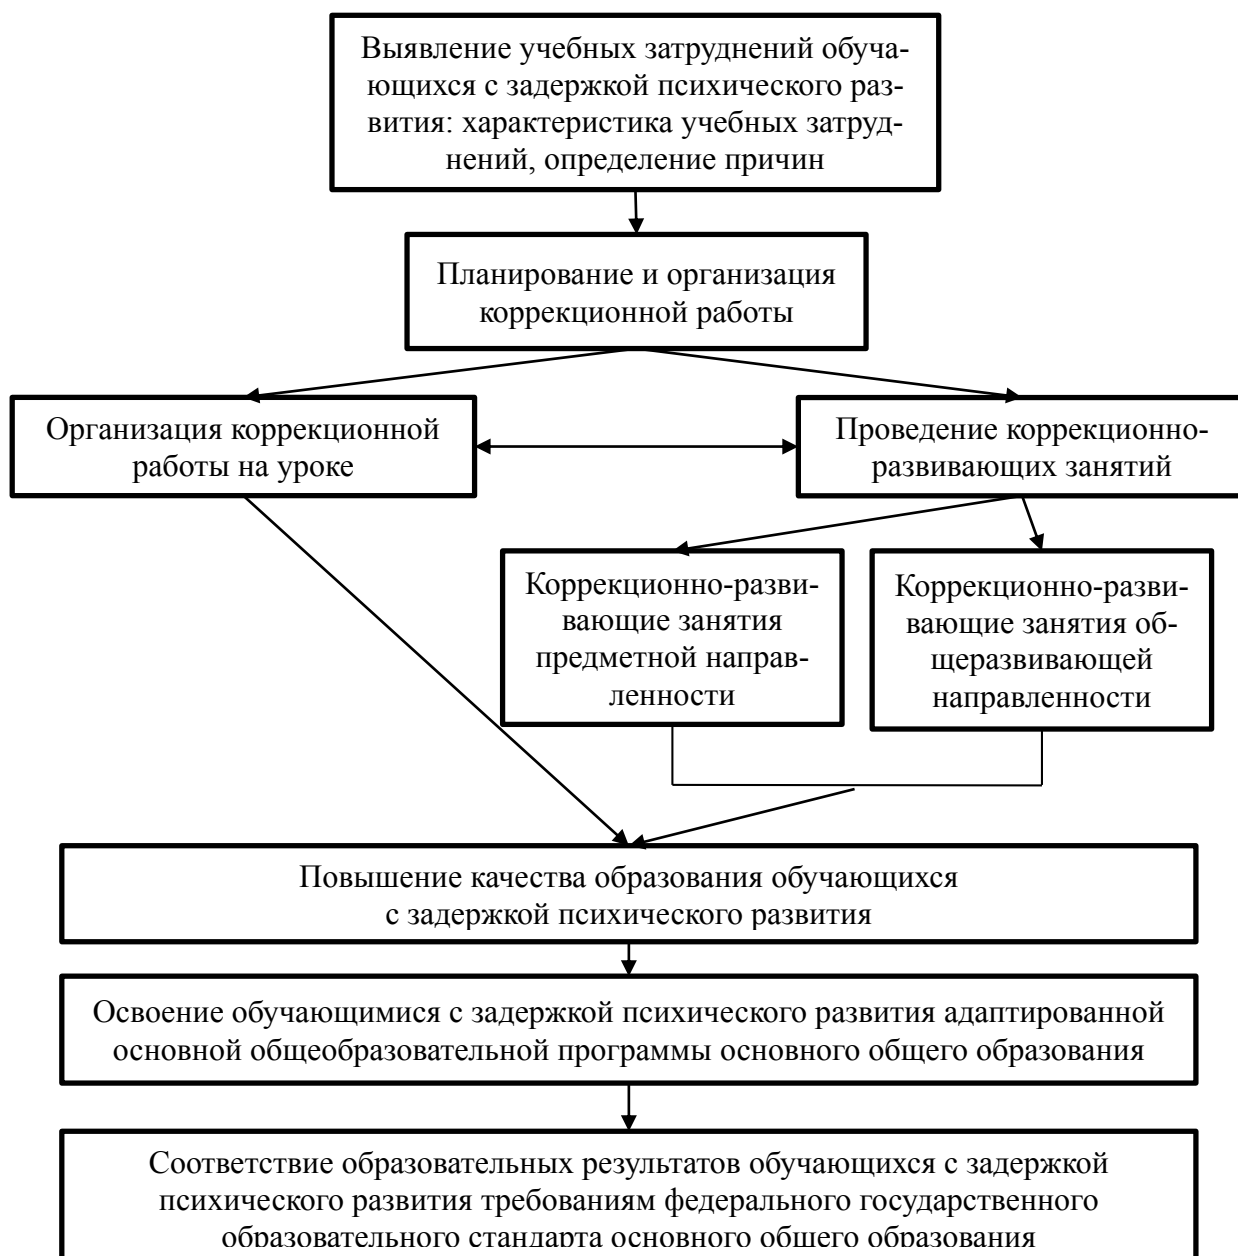 Выявление учебных затруднений обуча-
ющихся с задержкой психического раз-
вития: характеристика учебных затруд-
нений, определение причин
Планирование и организация
коррекционной работы
Организация коррекционной
работы на уроке
Проведение коррекционно-
развивающих занятий
Коррекционно-разви-
вающие занятия
предметной направ-
ленности
Коррекционно-разви-
вающие занятия об-
щеразвивающей
направленности
Повышение качества образования обучающихся
с задержкой психического развития
Освоение обучающимися с задержкой психического развития адаптированной
основной общеобразовательной программы основного общего образования
Соответствие образовательных результатов обучающихся с задержкой
психического развития требованиям федерального государственного
образовательного стандарта основного общего образования